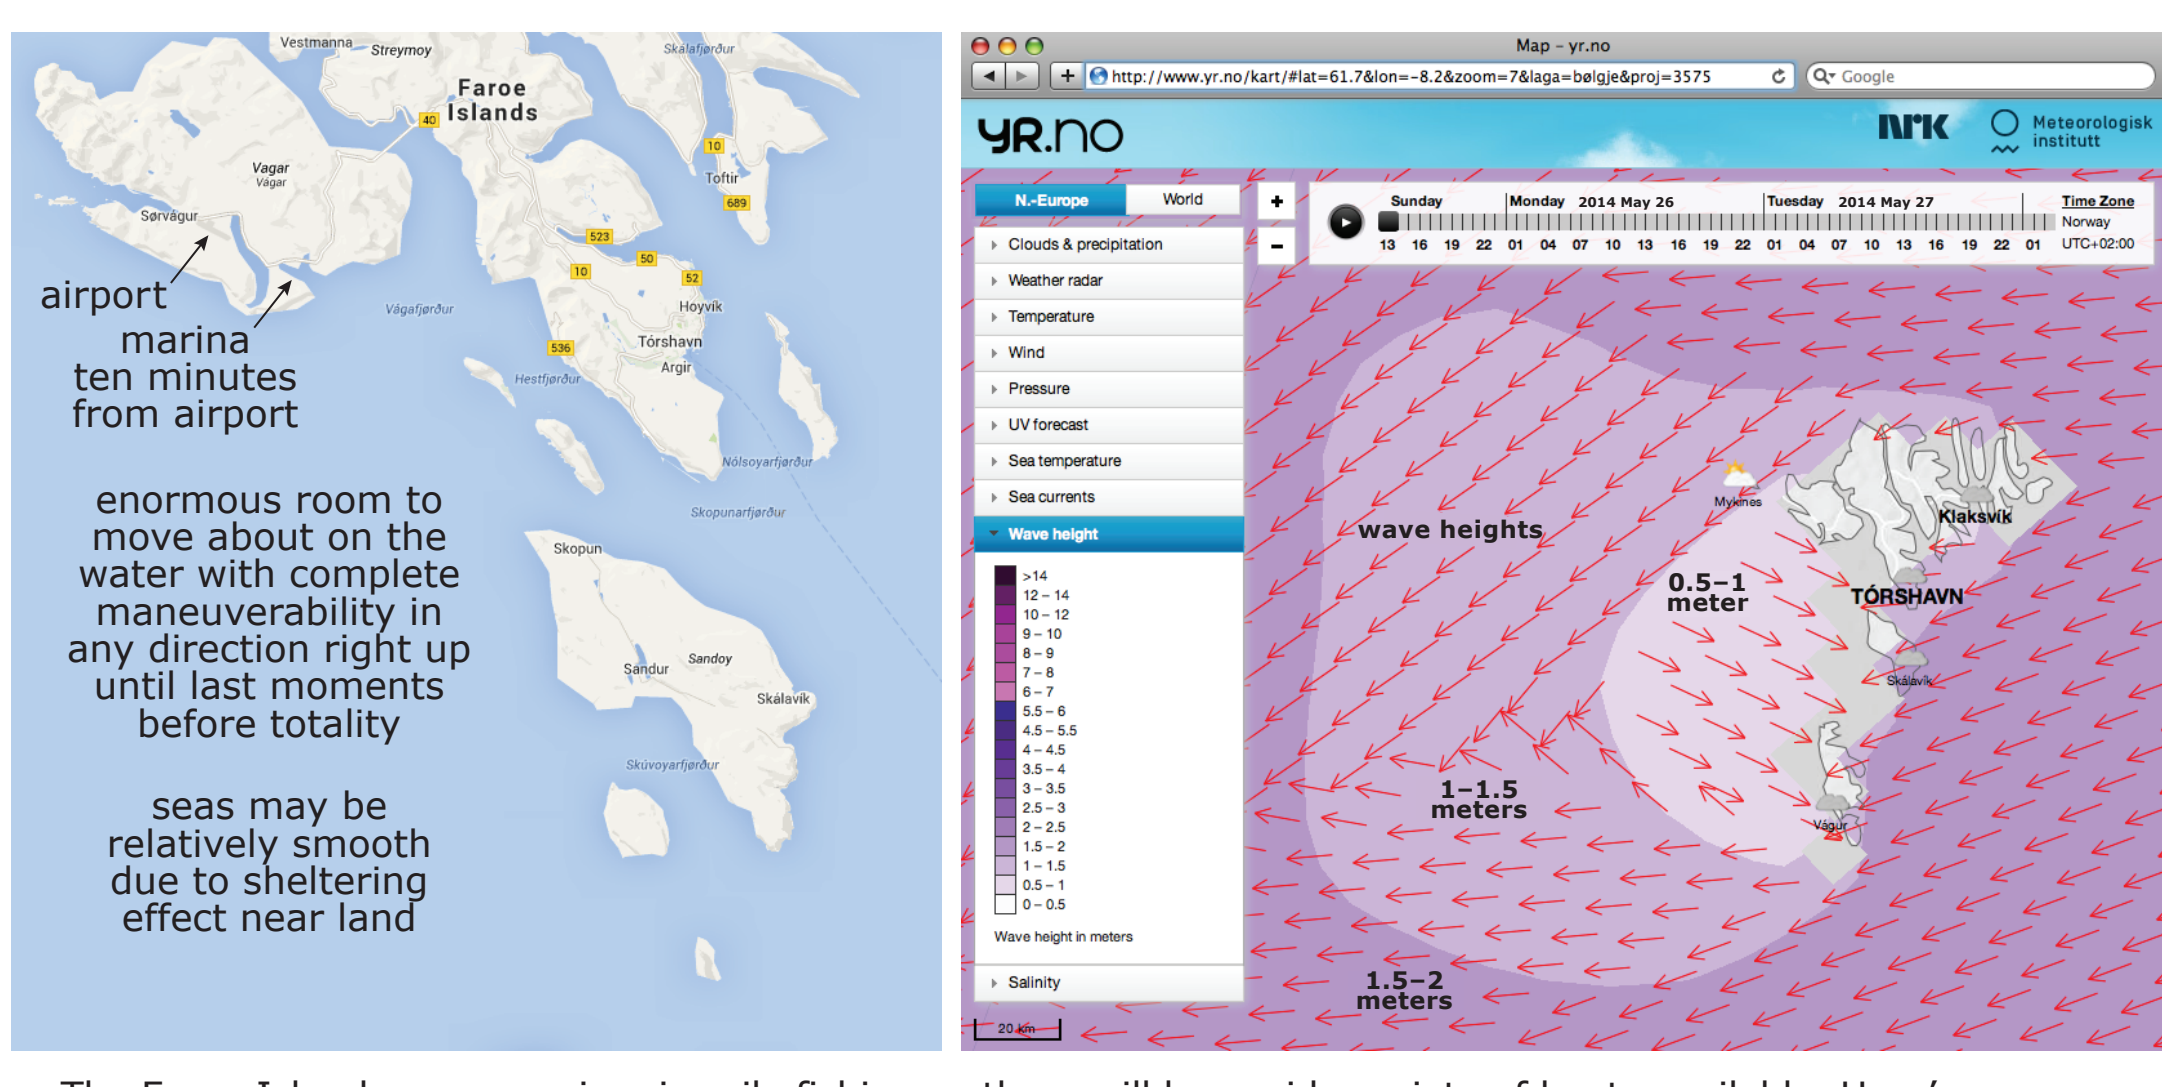 Vestmanna
Streymoy
Skálafjørður
Faroe
Islands
40
10
Vagar
Vágar
Toftir
689
Sørvágur
523
50
10
52
airport
Vágafjørður
Hoyvík
marina
ten minutes
from airport
536
Tórshavn
Argir
Hestfjørður
Nólsoyarfjørður
enormous room to
move about on the
water with complete
maneuverability in
any direction right up
until last moments
before totality
Skopunarfjørður
Skopun
Sandur
Sandoy
Skálavík
Skúvoyarfjørður
seas may be
relatively smooth
due to sheltering
effect near land
Map – yr.no
http://www.yr.no/kart/#lat=61.7&lon=-8.2&zoom=7&laga=bølgje&proj=3575
Google
YR.NO
NRK
Meteorologisk
institutt
N.-Europe World
+
−
Sunday Monday 2014 May 26 Tuesday 2014 May 27 Time Zone
Norway
13 16 19 22 01 04 07 10 13 16 19 22 01 04 07 10 13 16 19 22 01 UTC+02:00
Clouds & precipitation
Weather radar
Temperature
Wind
Pressure
UV forecast
Sea temperature
Sea currents
Wave height
>14
12 – 14
10 – 12
9 – 10
8 – 9
7 – 8
6 – 7
5.5 – 6
4.5 – 5.5
4 – 4.5
3.5 – 4
3 – 3.5
2.5 – 3
2 – 2.5
1.5 – 2
1 – 1.5
0.5 – 1
0 – 0.5
Wave height in meters
Salinity
20 km
Mykines
wave heights
Klaksvík
0.5–1
meter
TÓRSHAVN
Skálavík
1–1.5
meters
Vágur
1.5–2
meters